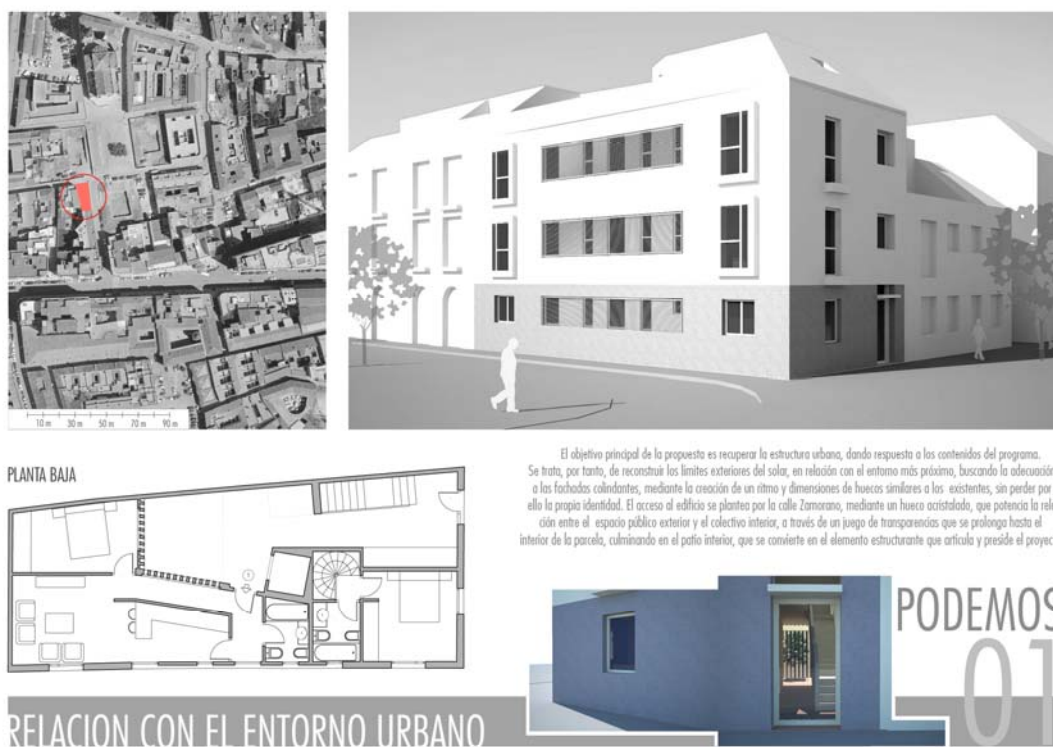 10 m 30 m 50 m 70 m 90 m
El objetivo principal de la propuesta es recuperar la estructura urbana, dando respuesta a los contenidos del programa.
Se trata, por tanto, de reconstruir los límites exteriores del solar, en relación con el entorno más próximo, buscando la adecuación
a las fachadas colindantes, mediante la creación de un ritmo y dimensiones de huecos similares a los existentes, sin perder por
ello la propia identidad. El acceso al edificio se plantea por la calle Zamorano, mediante un hueco acristalado, que potencia la rela
ción entre el espacio público exterior y el colectivo interior, a través de un juego de transparencias que se prolonga hasta el
interior de la parcela, culminando en el patio interior, que se convierte en el elemento estructurante que articula y preside el proyec
PLANTA BAJA
PODEMOS
01
RELACION CON EL ENTORNO URBANO